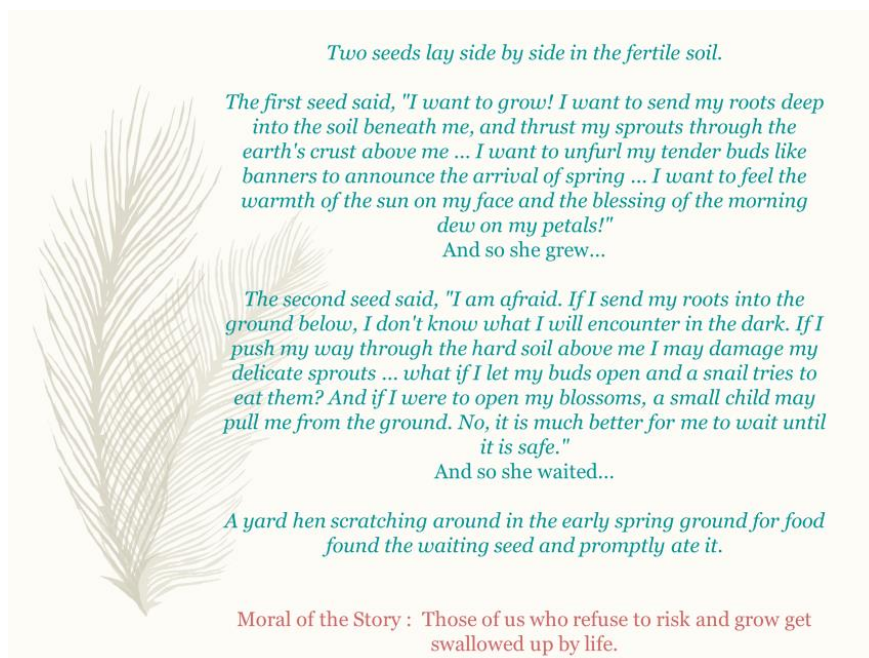 Two seeds lay side by side in the fertile soil.
The first seed said, "I want to grow! I want to send my roots deep
into the soil beneath me, and thrust my sprouts through the
earth's crust above me ... I want to unfurl my tender buds like
banners to announce the arrival of spring ... I want to feel the
warmth of the sun on my face and the blessing of the morning
dew on my petals!"
And so she grew...
The second seed said, "I am afraid. If I send my roots into the
ground below, I don't know what I will encounter in the dark. If I
push my way through the hard soil above me I may damage my
delicate sprouts ... what if I let my buds open and a snail tries to
eat them? And if I were to open my blossoms, a small child may
pull me from the ground. No, it is much better for me to wait until
it is safe."
And so she waited...
A yard hen scratching around in the early spring ground for food
found the waiting seed and promptly ate it.
Moral of the Story : Those of us who refuse to risk and grow get
swallowed up by life.